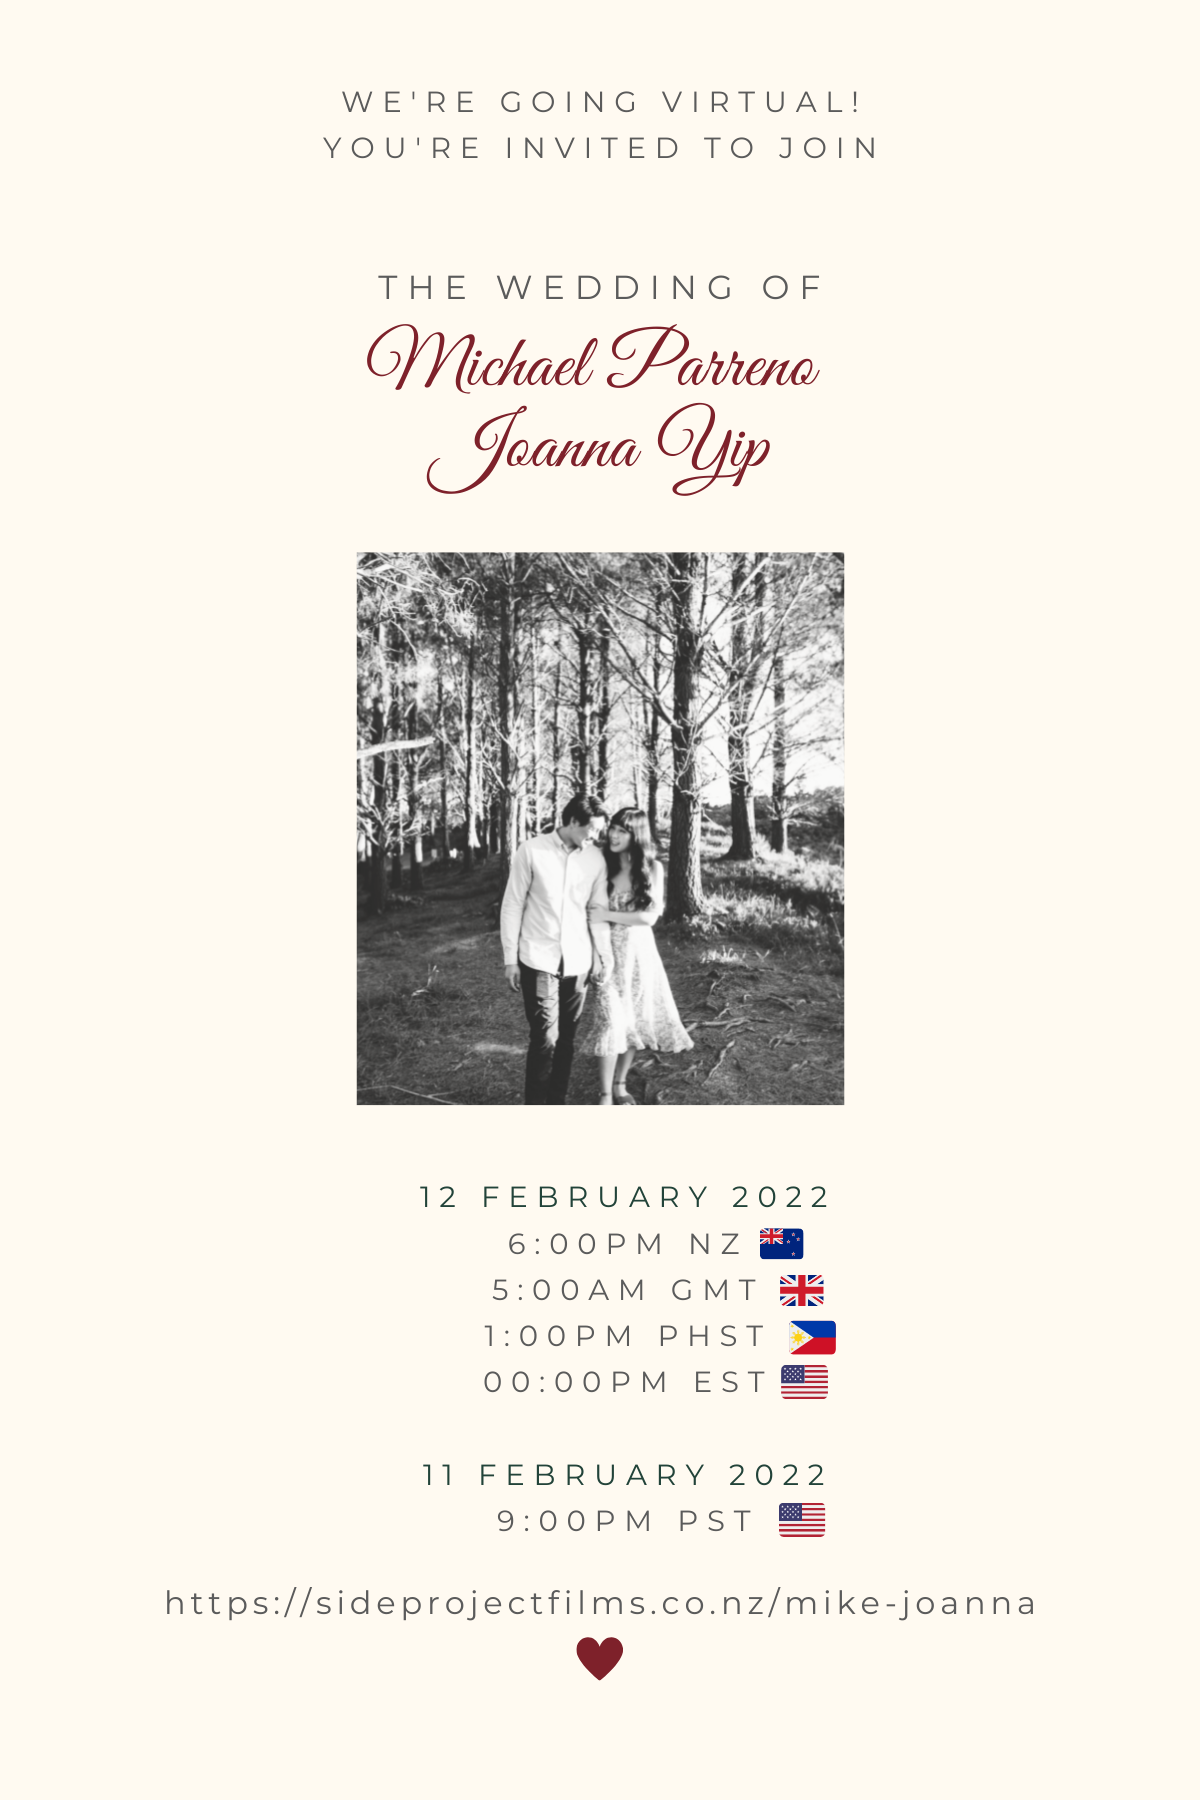 WE'RE GOING VIRTUAL!
YOU'RE INVITED TO JOIN
THE WEDDING OF
Michael Parreno
Joanna Yip
12 FEBRUARY 2022
6:00PM NZ
5:00AM GMT
1:00PM PHST
00:00PM EST
11 FEBRUARY 2022
9:00PM PST
https://sideprojectfilms.co.nz/mike-joanna